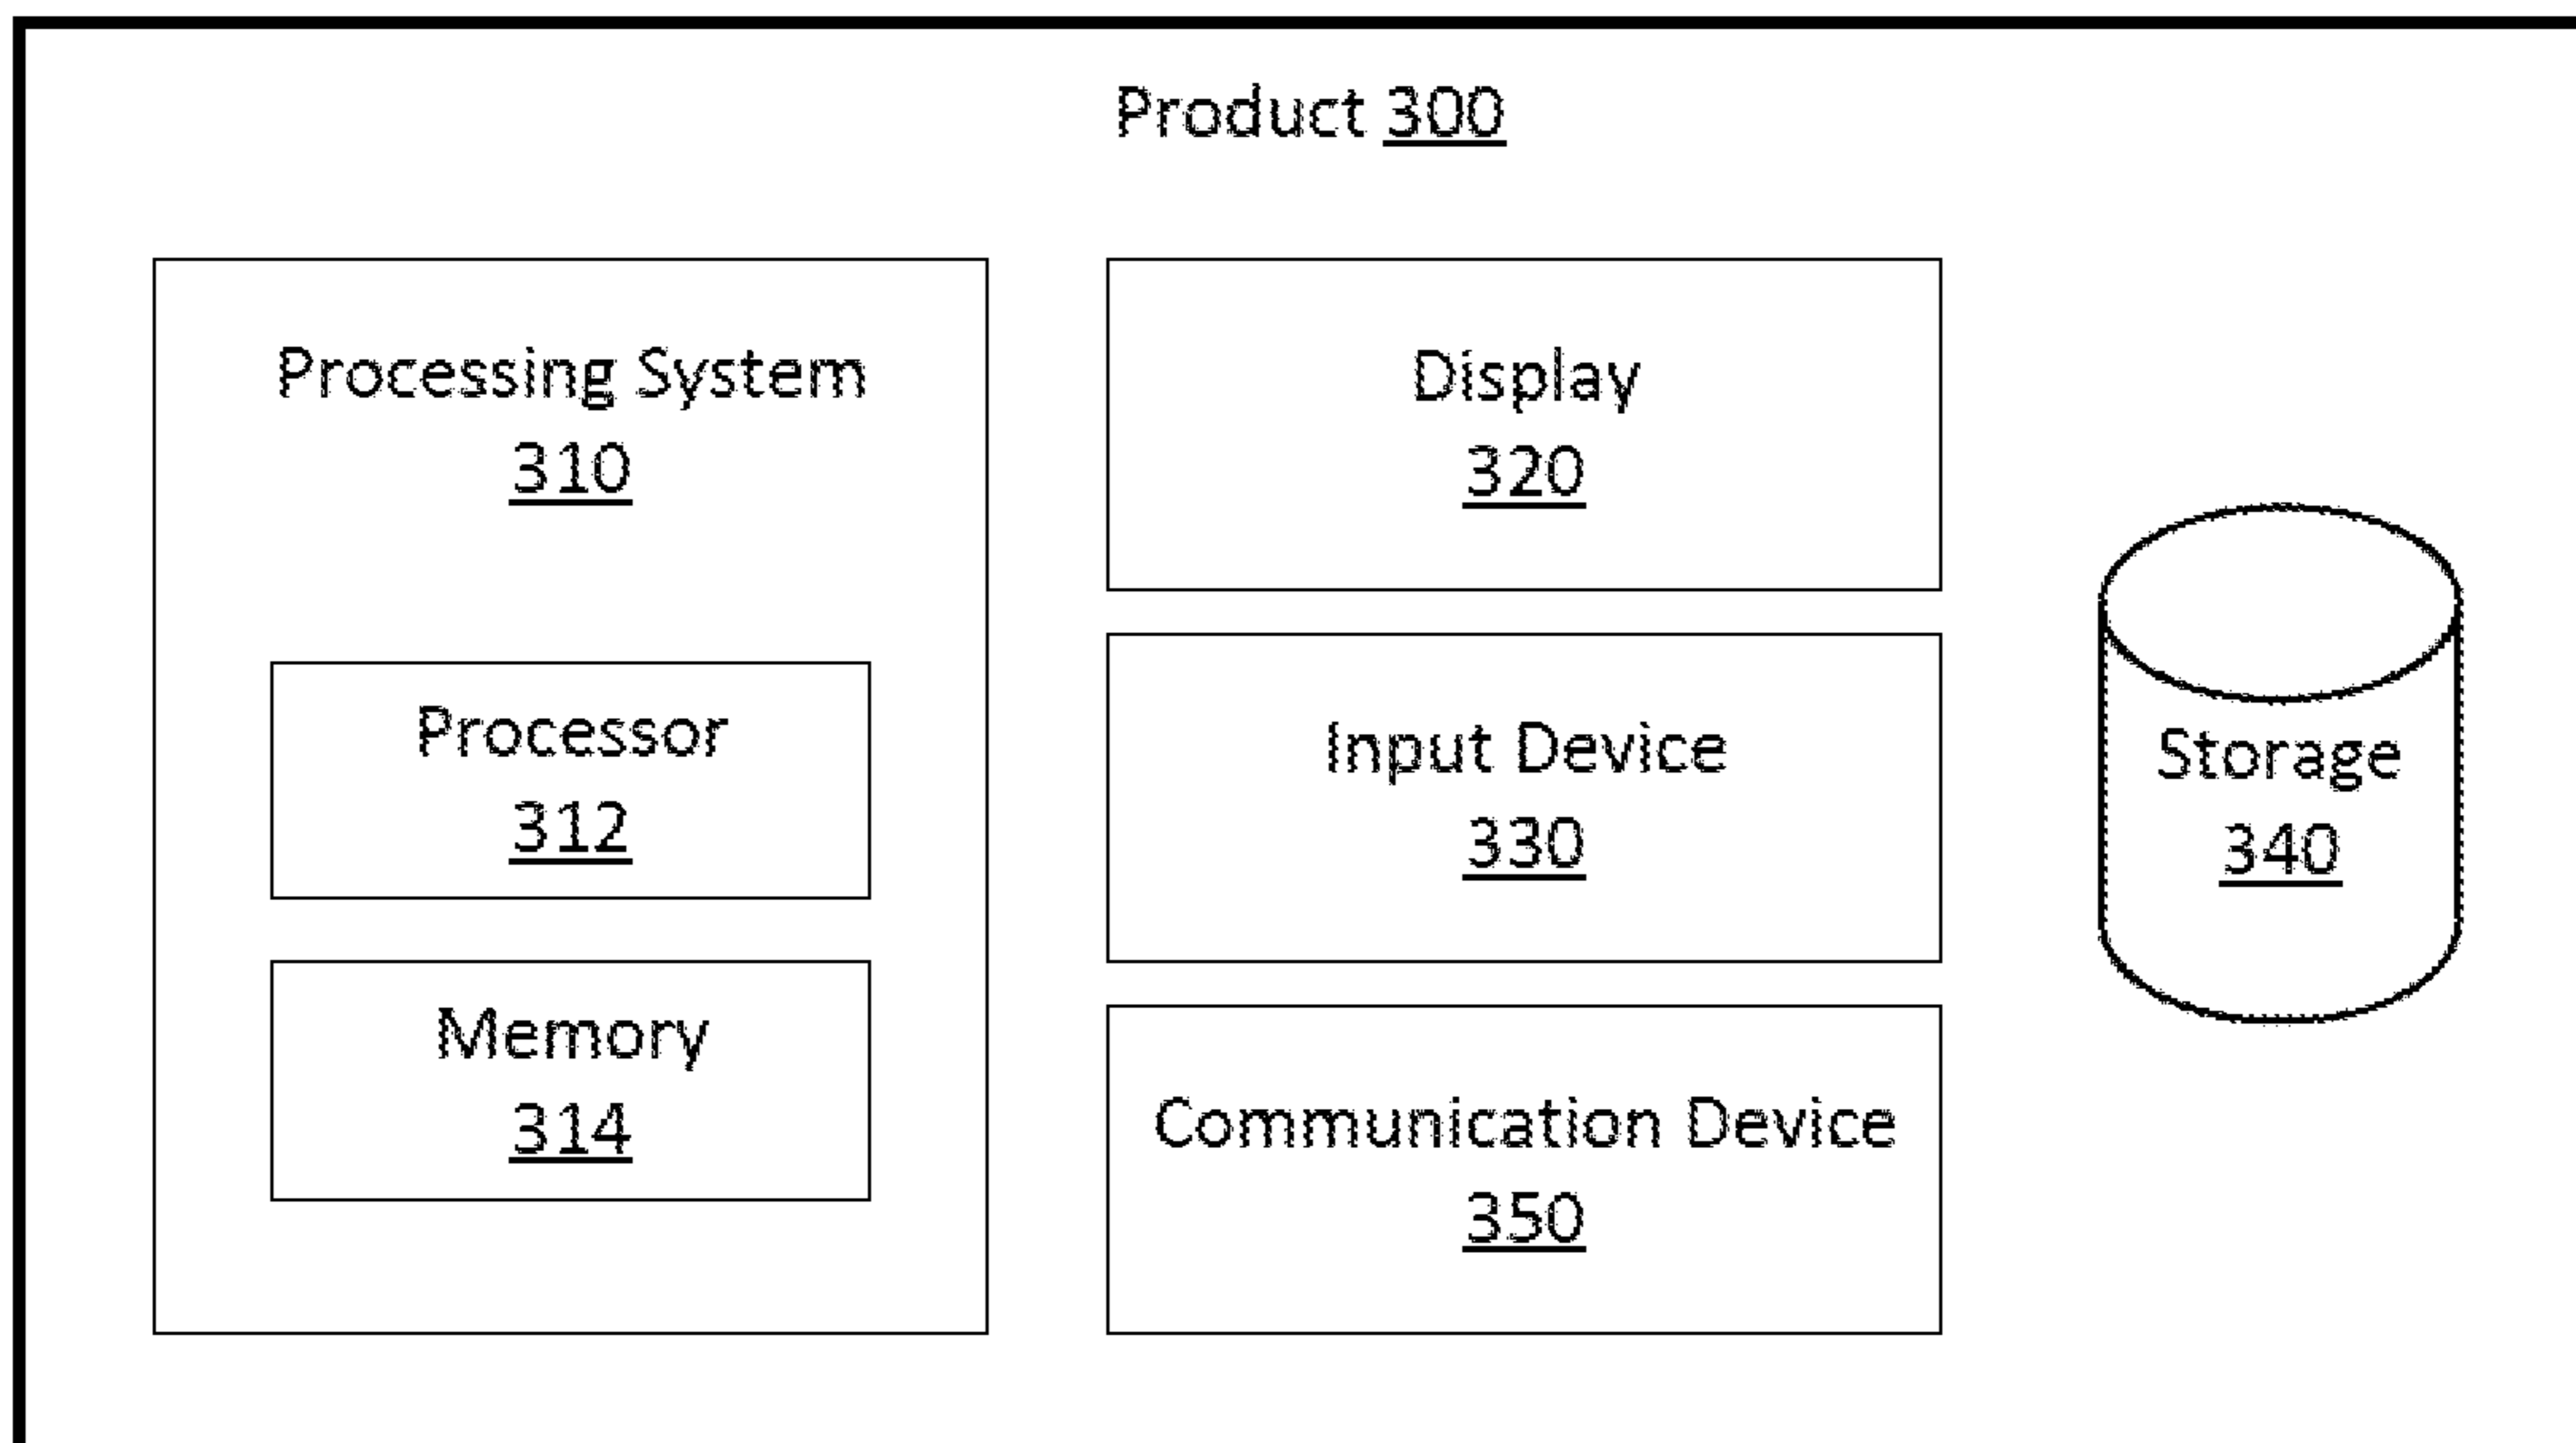 Product 300
Processing System
310
Processor
312
Memory
314
Display
320
Input Device
330
Communication Device
350
Storage
340